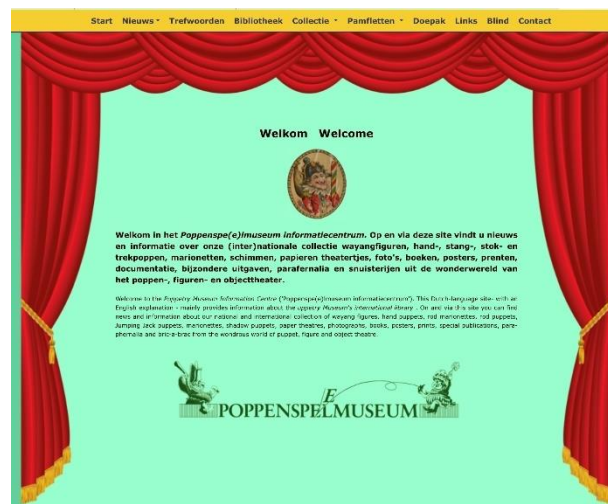 Start Nieuws Trefwoorden Bibliotheek Collectie Pamfletten Doepak Links Blind Contact
Welkom Welcome
Welkom in het Poppenspe(e)lmuseum informatiecentrum. Op en via deze site vindt u nieuws
en informatie over onze (inter)nationale collectie wayangfiguren, hand-, stang-, stok- en
trekpoppen, marionetten, schimmen, papieren theatertjes, foto's, boeken, posters, prenten,
documentatie, bijzondere uitgaven, parafernalia en snuisterijen uit de wonderwereld van
het poppen-, figuren- en objecttheater.
Welcome to the Puppetry Museum Information Centre ("Poppenspe(e)lmuseum informatiecentrum"). This Dutch-language site- with an
English explanation - mainly provides information about the Museum's international library . On and via this site you can find
news and information about our national and international collection of wayang figures, hand puppets, rod marionettes, rod puppets,
Jumping Jack puppets, marionettes, shadow puppets, paper theatres, photographs, books, posters, prints, special publications, para-
phernalia and bric-a-brac from the wondrous world of puppet, figure and object theatre.
E
POPPENSPELMUSEUM